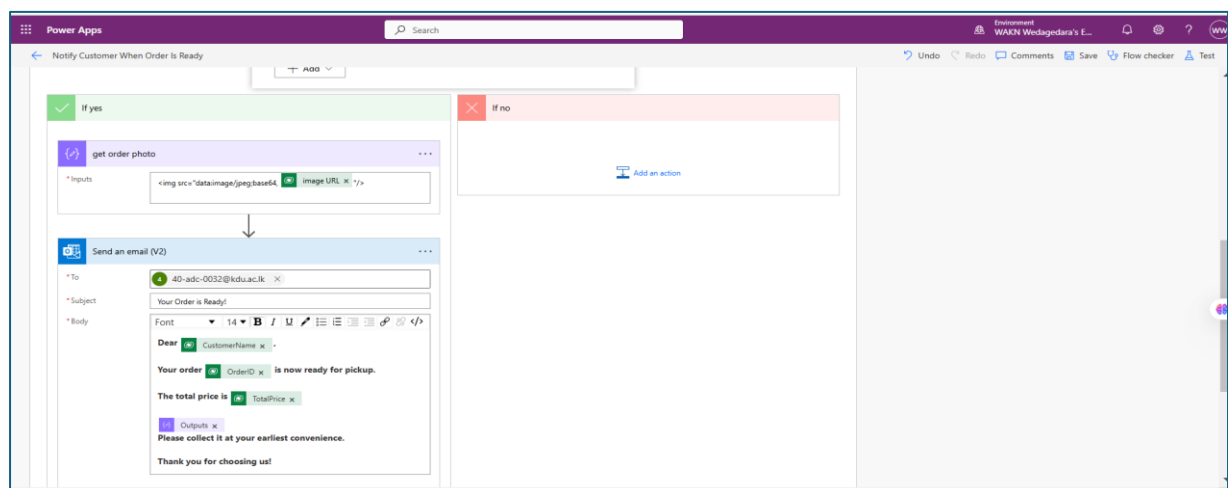 Power Apps
Search
Environment
WAKN Wedagedara's E...
WW
Notify Customer When Order Is Ready
Undo
Redo
Comments
Save
Flow checker
Test
+ Add
If yes
If no
get order photo
...
* Inputs
<img src="data:image/jpeg;base64, image URL × "/>
Add an action
Send an email (V2)
...
* To
4 40-adc-0032@kdu.ac.lk ×
* Subject
Your Order is Ready!
* Body
Font 14 B I U </>
Dear CustomerName × ,
Your order OrderID × is now ready for pickup.
The total price is TotalPrice ×
Outputs ×
Please collect it at your earliest convenience.
Thank you for choosing us!